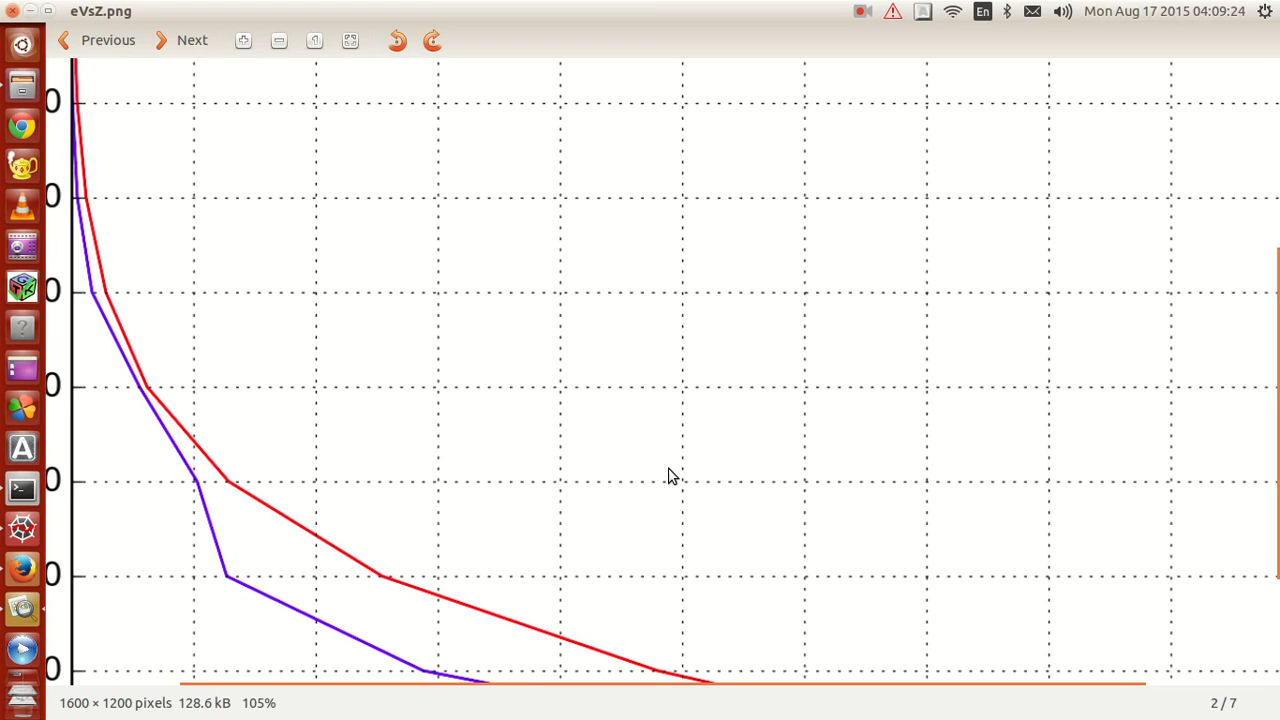 eVsZ.png
En
Mon Aug 17 2015 04:09:24
Previous
Next
0
0
0
0
0
0
0
1600 × 1200 pixels 128.6 kB 105%
2 / 7